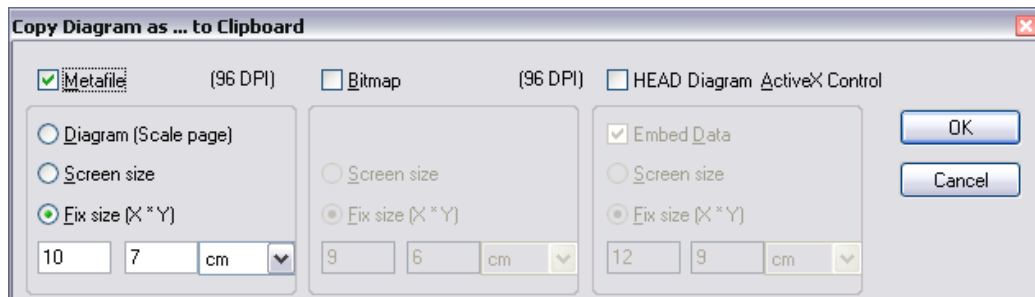 Copy Diagram as ... to Clipboard
Metafile (96 DPI) Bitmap (96 DPI) HEAD Diagram ActiveX Control
Diagram (Scale page) Embed Data OK
Screen size Screen size Screen size Cancel
Fix size (X * Y) Fix size (X * Y) Fix size (X * Y)
10 7 cm 9 6 cm 12 9 cm